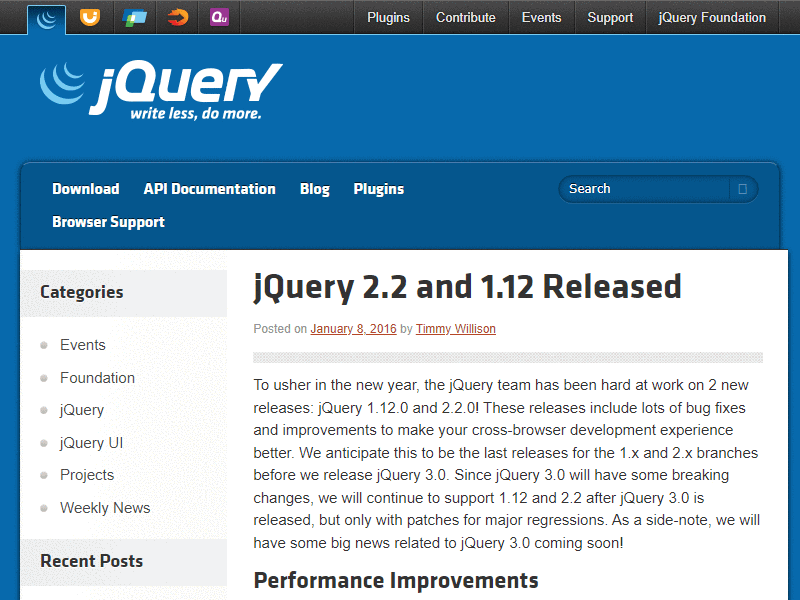 Qu
Plugins Contribute Events Support jQuery Foundation
jQuery
write less, do more.
Download API Documentation Blog Plugins
Search
Browser Support
Categories
Events
Foundation
jQuery
jQuery UI
Projects
Weekly News
Recent Posts
jQuery 2.2 and 1.12 Released
Posted on January 8, 2016 by Timmy Willison
To usher in the new year, the jQuery team has been hard at work on 2 new
releases: jQuery 1.12.0 and 2.2.0! These releases include lots of bug fixes
and improvements to make your cross-browser development experience
better. We anticipate this to be the last releases for the 1.x and 2.x branches
before we release jQuery 3.0. Since jQuery 3.0 will have some breaking
changes, we will continue to support 1.12 and 2.2 after jQuery 3.0 is
released, but only with patches for major regressions. As a side-note, we will
have some big news related to jQuery 3.0 coming soon!
Performance Improvements